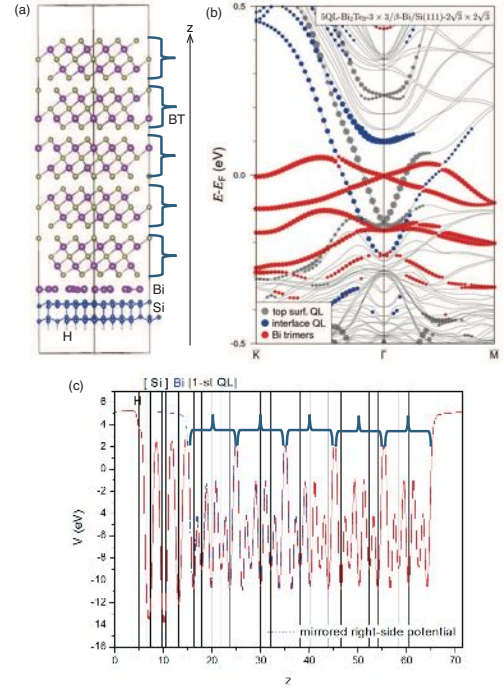 (a)
z
BT
Bi
Si
H
(b)
5QL-Bi₂Te₃-3 × 3/β-Bi/Si(111)-2√3 × 2√3
0.5
0.0
-0.5
E-E_F (eV)
top surf. QL
interface QL
Bi trimers
K
Γ
M
(c)
[ Si ] Bi |1-st QL|
H
6
4
2
0
-2
-4
-6
-8
-10
-12
-14
-16
V (eV)
mirrored right-side potential
0 10 20 30 40 50 60 70
z